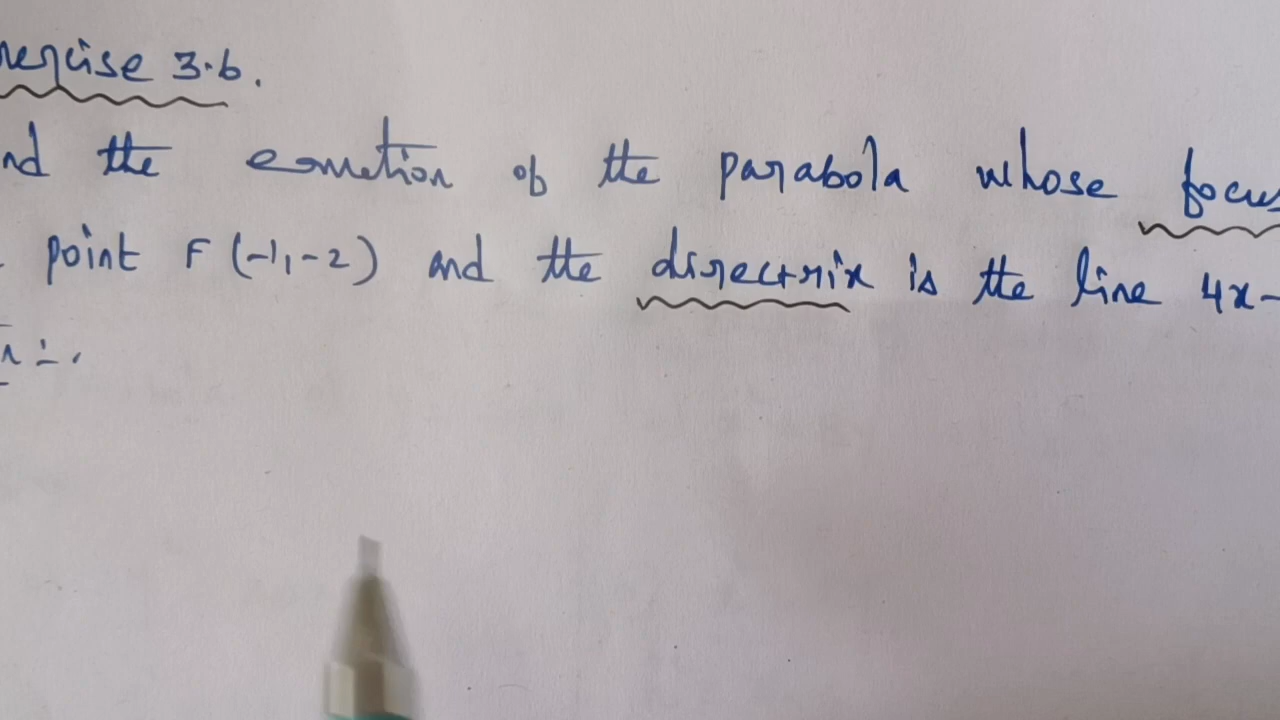 rexcise 3.6.
nd the equation of the parabola whose focus
point F (-1,-2) and the directrix is the line 4x-
n :-